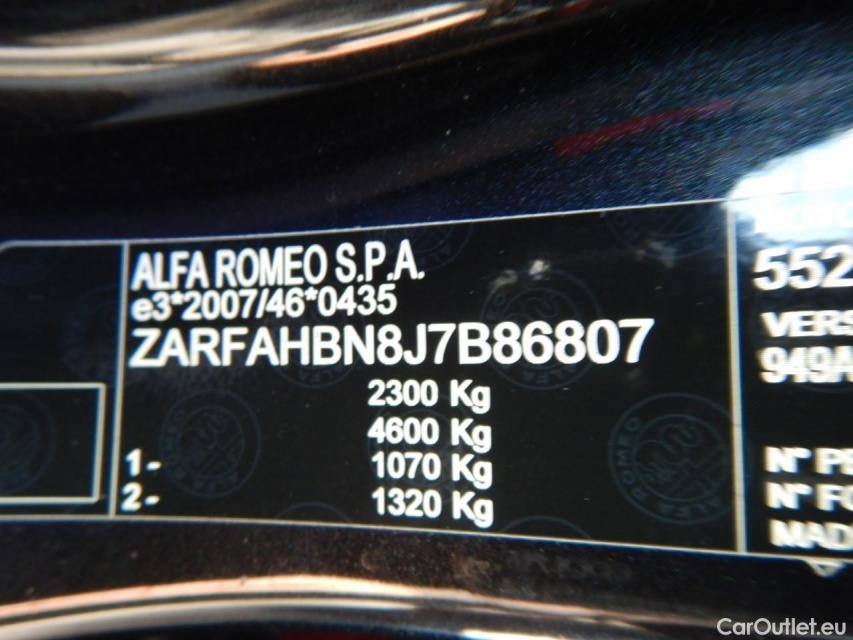 ALFA ROMEO S.P.A.
e3*2007/46*0435
ZARFAHBN8J7B86807
2300 Kg
4600 Kg
1- 1070 Kg
2- 1320 Kg
552
VERS
949A
N° P
N° FO
MAD
CarOutlet.eu